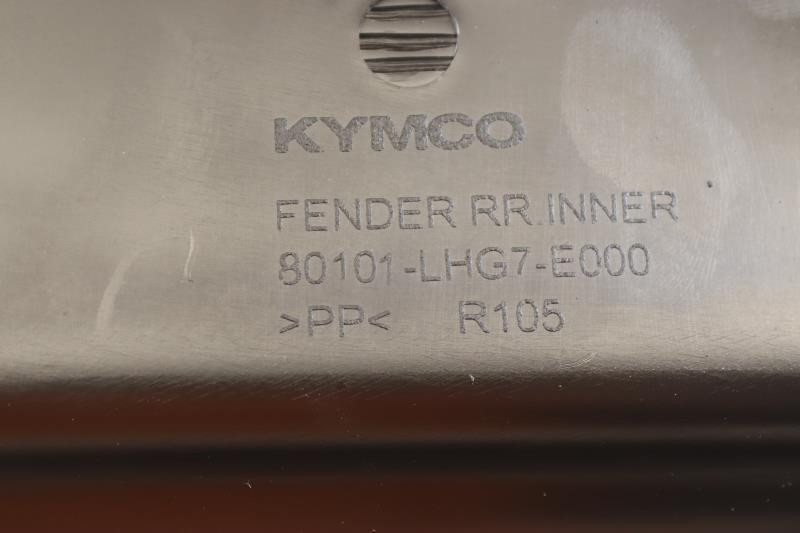 KYMCO
FENDER RR.INNER
80101-LHG7-E000
>PP< R105